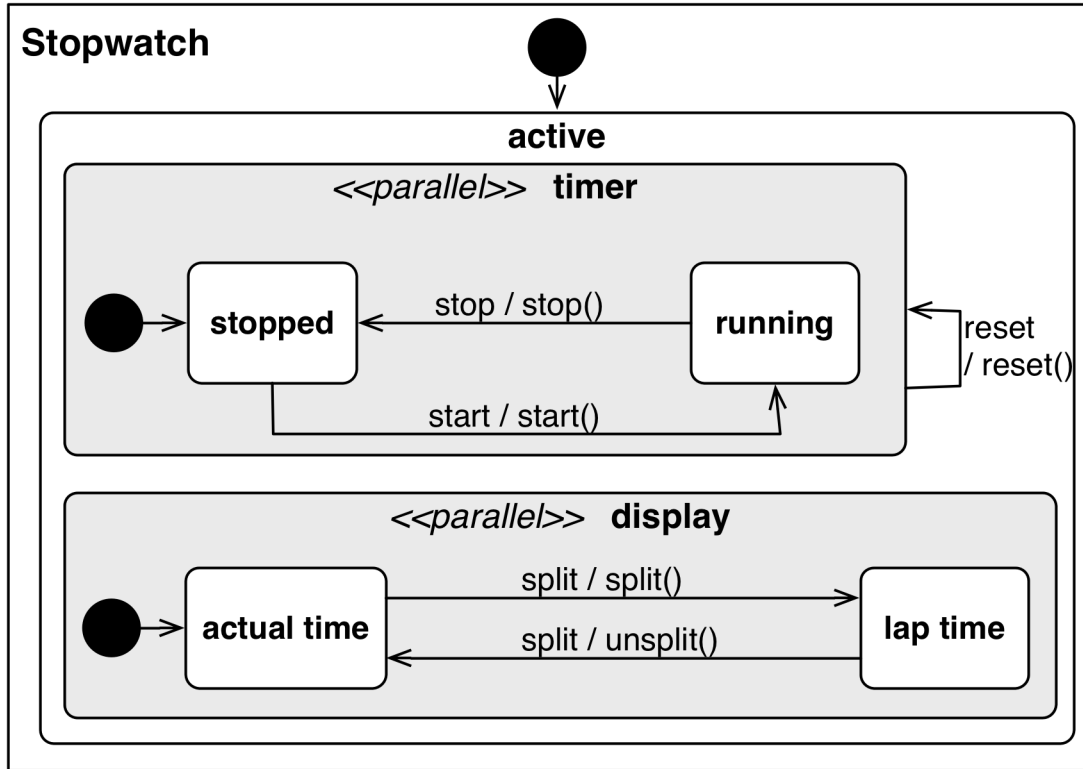 Stopwatch
active
<<parallel>> timer
stopped
stop / stop()
running
reset
/ reset()
start / start()
<<parallel>> display
actual time
split / split()
split / unsplit()
lap time